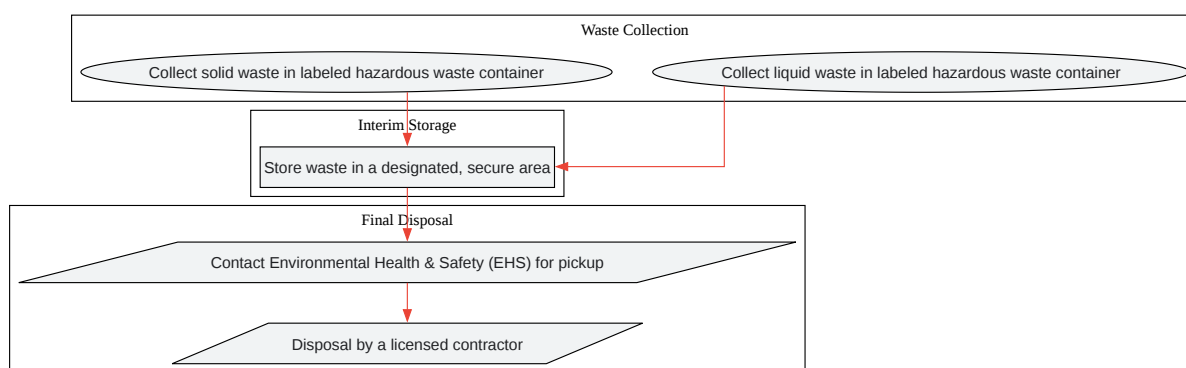 Waste Collection
Collect solid waste in labeled hazardous waste container
Collect liquid waste in labeled hazardous waste container
Interim Storage
Store waste in a designated, secure area
Final Disposal
Contact Environmental Health & Safety (EHS) for pickup
Disposal by a licensed contractor